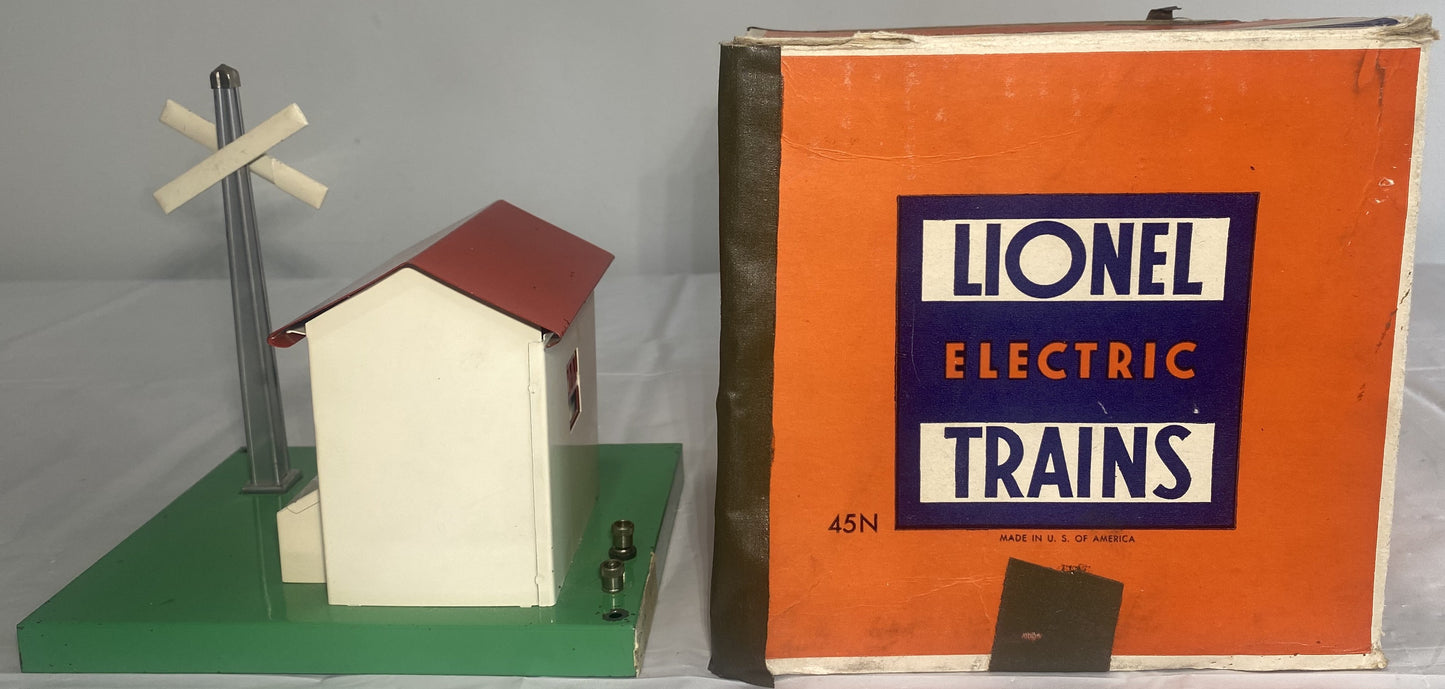 LIONEL
ELECTRIC
TRAINS
45N
MADE IN U. S. OF AMERICA